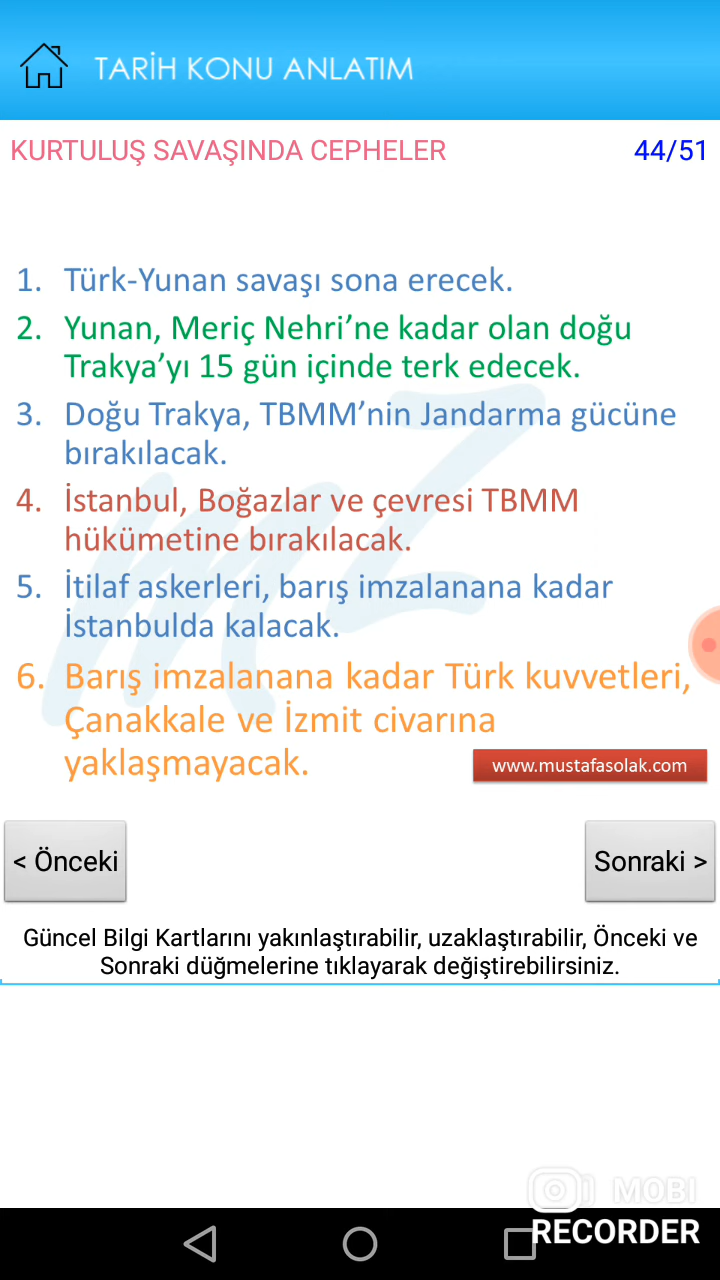 TARİH KONU ANLATIM
KURTULUŞ SAVAŞINDA CEPHELER 44/51
1. Türk-Yunan savaşı sona erecek.
2. Yunan, Meriç Nehri’ne kadar olan doğu
Trakya’yı 15 gün içinde terk edecek.
3. Doğu Trakya, TBMM’nin Jandarma gücüne
bırakılacak.
4. İstanbul, Boğazlar ve çevresi TBMM
hükümetine bırakılacak.
5. İtilaf askerleri, barış imzalanana kadar
İstanbulda kalacak.
6. Barış imzalanana kadar Türk kuvvetleri,
Çanakkale ve İzmit civarına
yaklaşmayacak.
www.mustafasolak.com
< Önceki
Sonraki >
Güncel Bilgi Kartlarını yakınlaştırabilir, uzaklaştırabilir, Önceki ve
Sonraki düğmelerine tıklayarak değiştirebilirsiniz.
MOBI
RECORDER